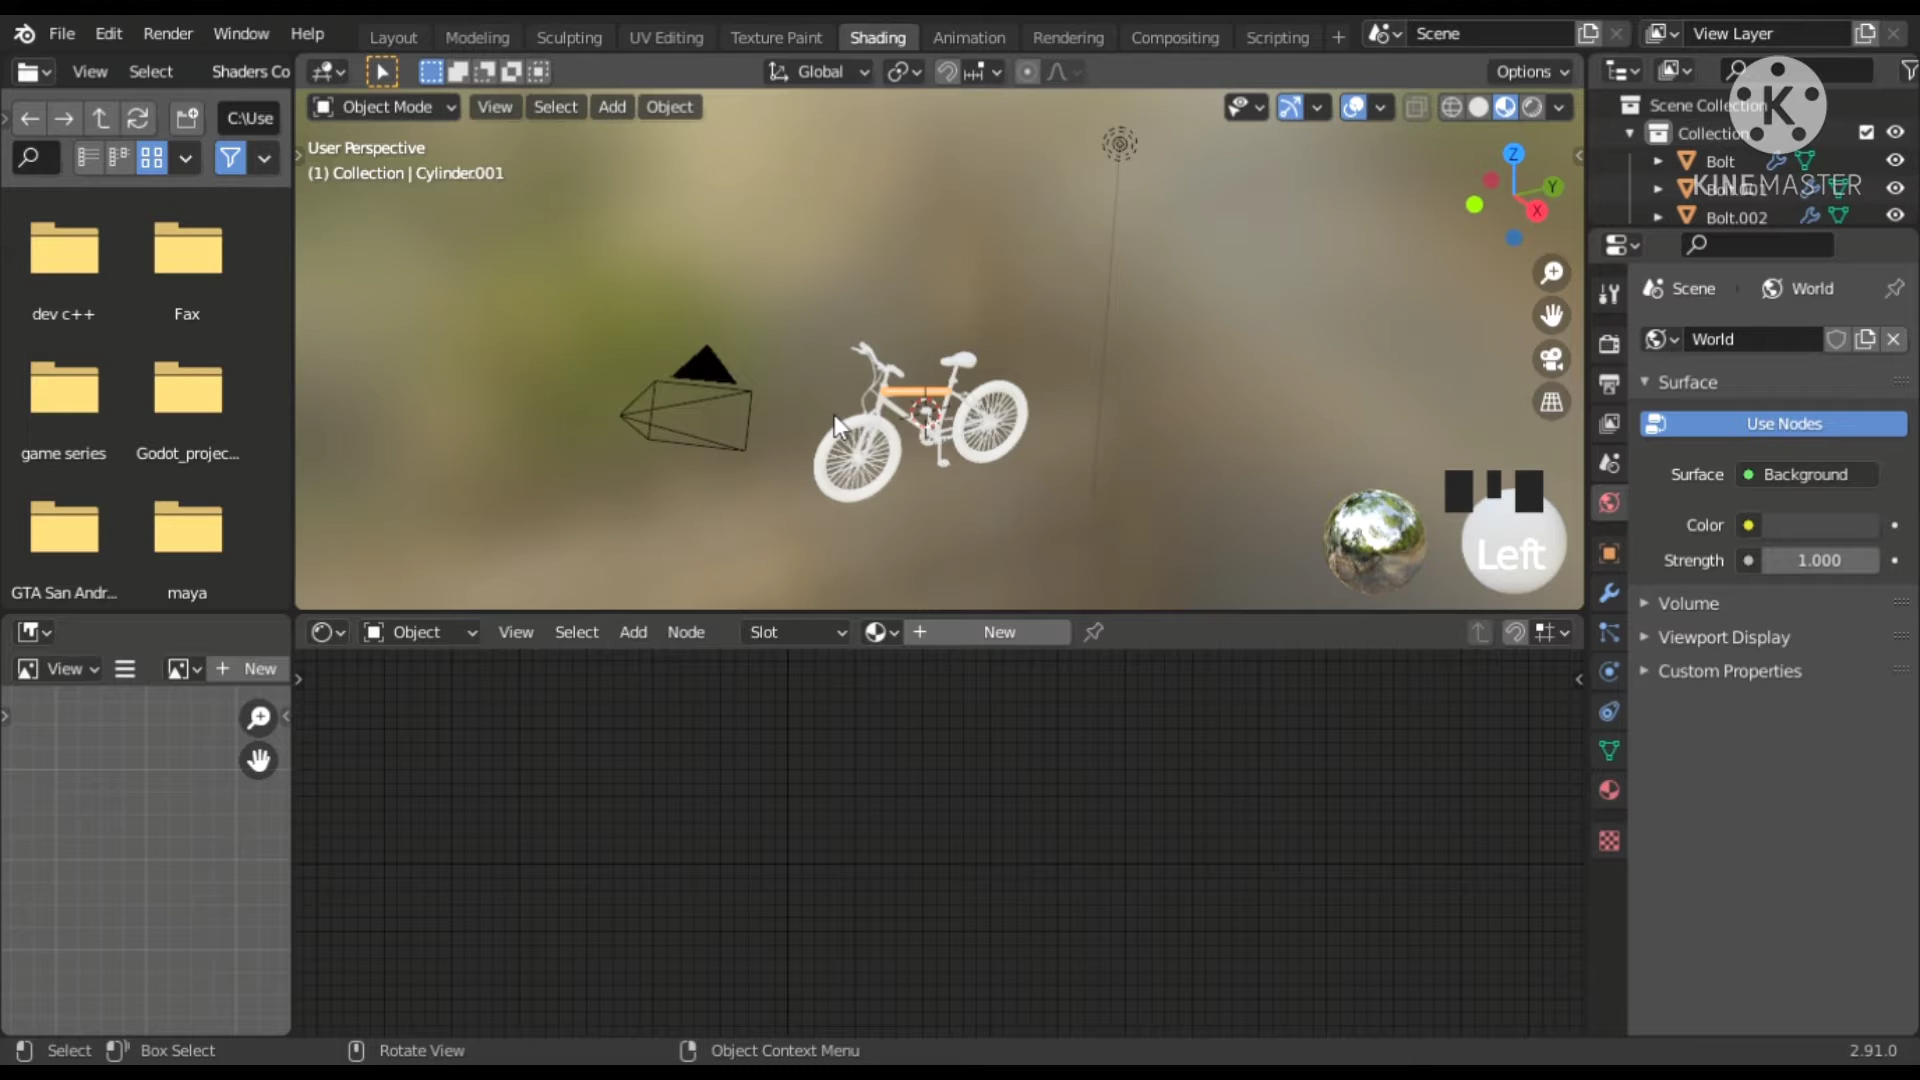 File Edit Render Window Help Layout Modeling Sculpting UV Editing Texture Paint Shading Animation Rendering Compositing Scripting + Scene View Layer
View Select Shaders Co Global Options
C:\Use Object Mode View Select Add Object Scene Collection
Collection
User Perspective
(1) Collection | Cylinder.001
Z
Y
X
K
KINEMASTER
Bolt
Bolt.001
Bolt.002
dev c++ Fax
Scene World
World
Surface
Use Nodes
game series Godot_projec...
Surface Background
Color
Strength 1.000
Left
GTA San Andr... maya
Volume
Viewport Display
Custom Properties
Object View Select Add Node Slot + New
View + New
Select Box Select Rotate View Object Context Menu 2.91.0